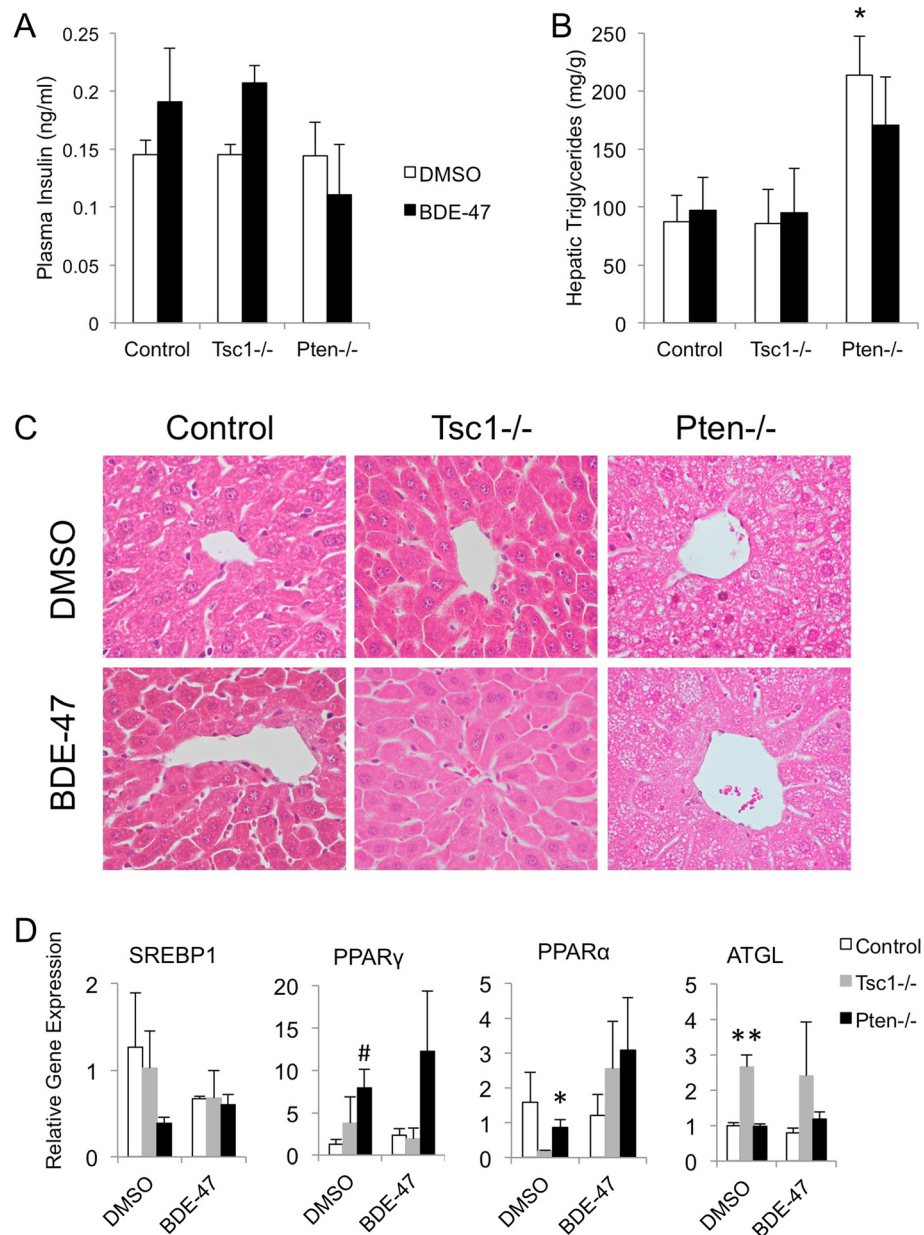 A
Plasma Insulin (ng/ml)
0.25
0.2
0.15
0.1
0.05
0
Control Tsc1-/- Pten-/-
DMSO
BDE-47
B
Hepatic Triglycerides (mg/g)
*
250
200
150
100
50
0
Control Tsc1-/- Pten-/-
C
Control Tsc1-/- Pten-/-
DMSO
BDE-47
D
Relative Gene Expression
SREBP1
2
1
0
DMSO BDE-47
PPARγ
20
15
10
5
0
#
DMSO BDE-47
PPARα
5
4
3
2
1
0
*
DMSO BDE-47
ATGL
5
4
3
2
1
0
**
DMSO BDE-47
Control
Tsc1-/-
Pten-/-